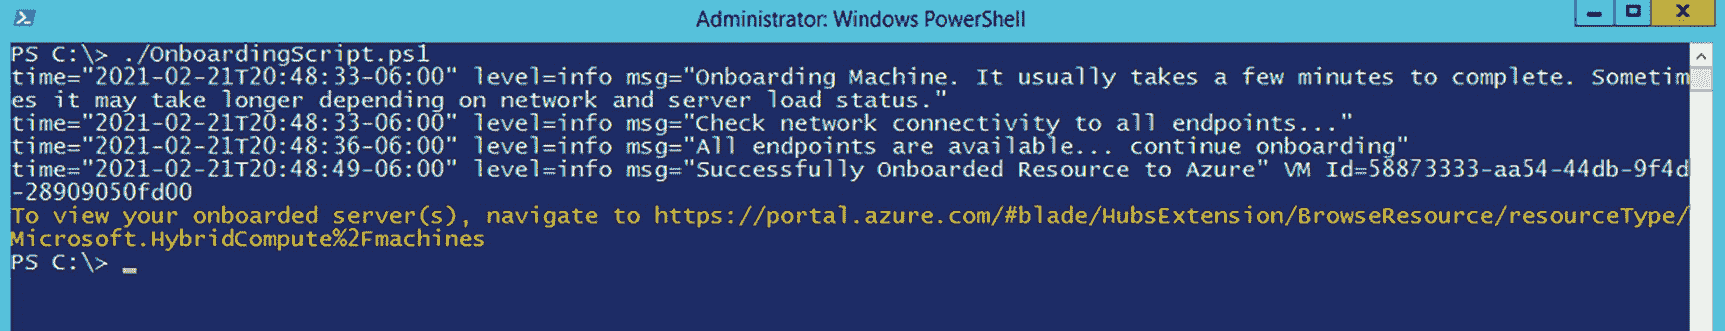 Administrator: Windows PowerShell
PS C:\> ./OnboardingScript.ps1
time="2021-02-21T20:48:33-06:00" level=info msg="Onboarding Machine. It usually takes a few minutes to complete. Sometim
es it may take longer depending on network and server load status."
time="2021-02-21T20:48:33-06:00" level=info msg="Check network connectivity to all endpoints..."
time="2021-02-21T20:48:36-06:00" level=info msg="All endpoints are available... continue onboarding"
time="2021-02-21T20:48:49-06:00" level=info msg="Successfully Onboarded Resource to Azure" VM Id=58873333-aa54-44db-9f4d
-28909050fd00
To view your onboarded server(s), navigate to https://portal.azure.com/#blade/HubsExtension/BrowseResource/resourceType/
Microsoft.HybridCompute%2Fmachines
PS C:\> _